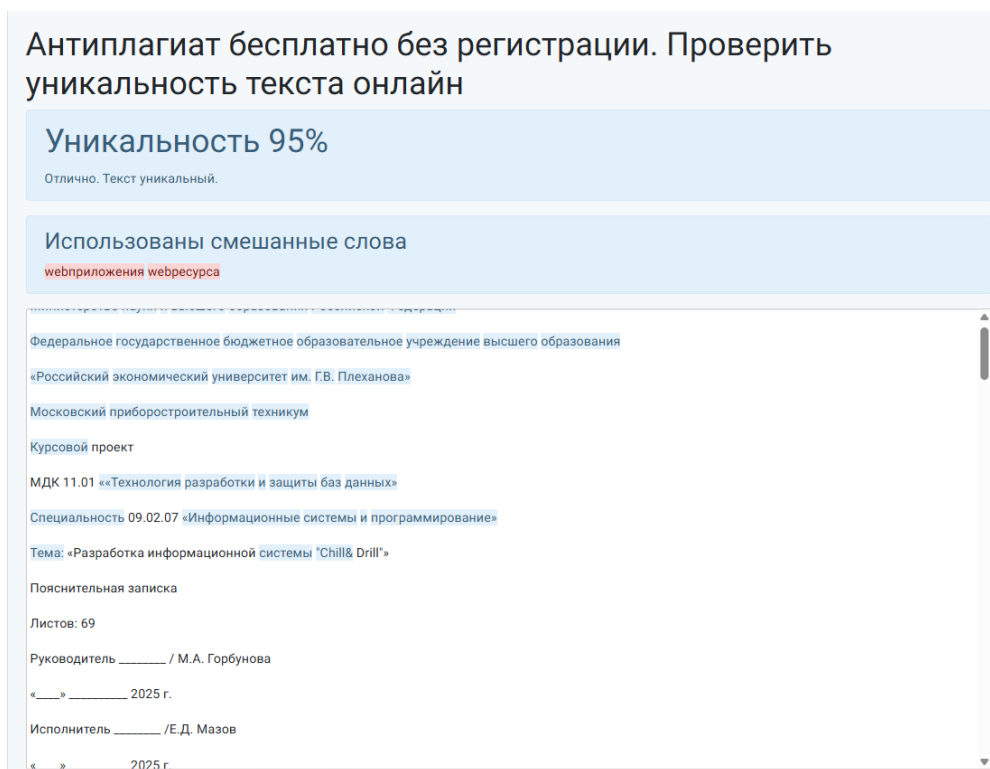 Антиплагиат бесплатно без регистрации. Проверить
уникальность текста онлайн
Уникальность 95%
Отлично. Текст уникальный.
Использованы смешанные слова
webприложения webресурса
Федеральное государственное бюджетное образовательное учреждение высшего образования
«Российский экономический университет им. Г.В. Плеханова»
Московский приборостроительный техникум
Курсовой проект
МДК 11.01 ««Технология разработки и защиты баз данных»
Специальность 09.02.07 «Информационные системы и программирование»
Тема: «Разработка информационной системы "Chill& Drill"»
Пояснительная записка
Листов: 69
Руководитель ________ / М.А. Горбунова
«____» __________ 2025 г.
Исполнитель ________ /Е.Д. Мазов
«____» __________ 2025 г.